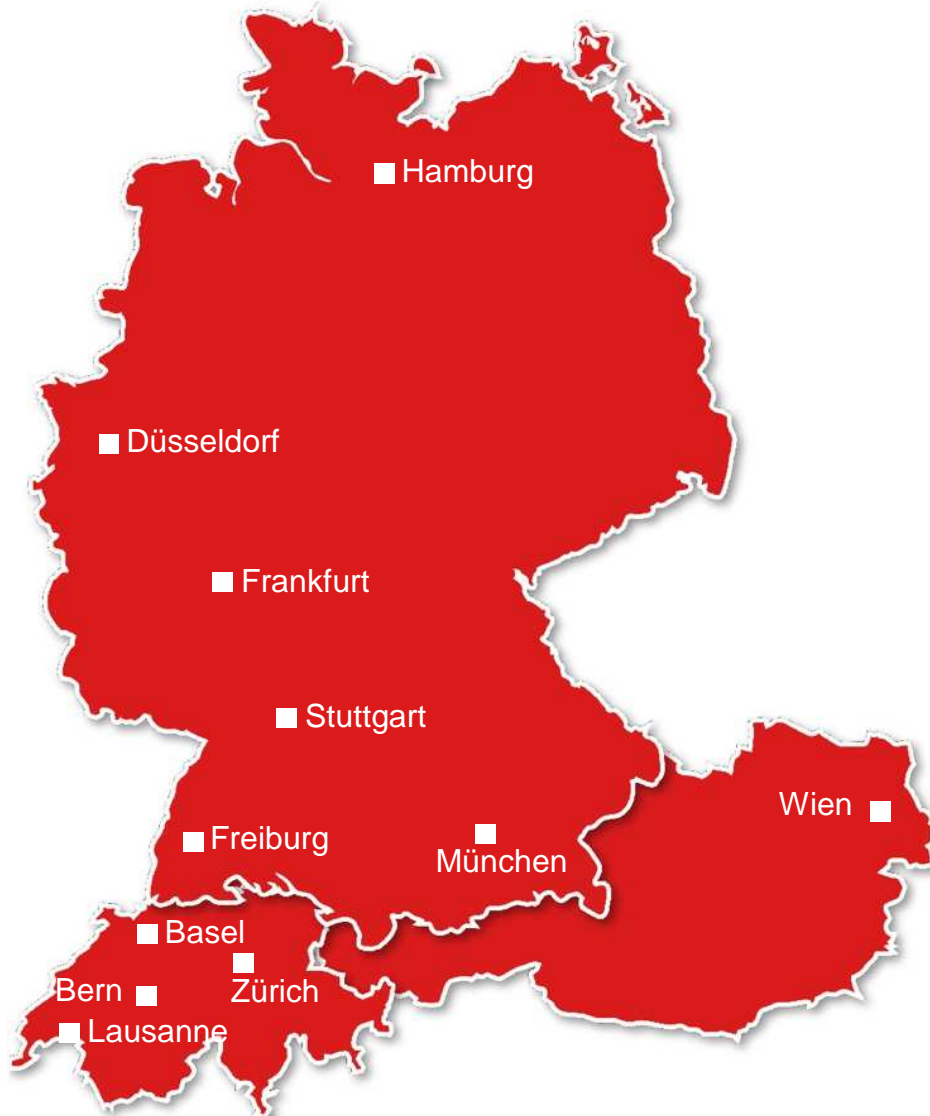 Hamburg
Düsseldorf
Frankfurt
Stuttgart
Wien
Freiburg
München
Basel
Zürich
Bern
Lausanne